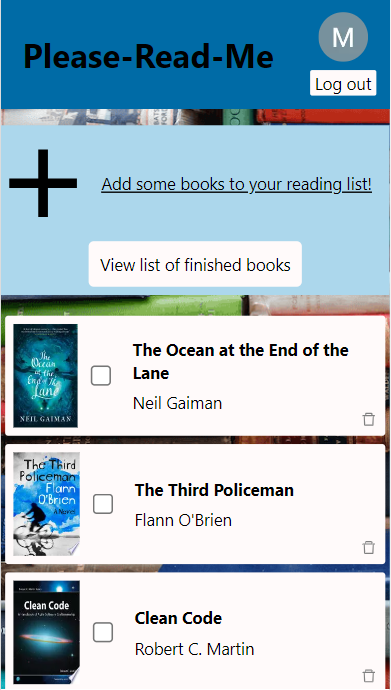 Please-Read-Me
M
Log out
Add some books to your reading list!
View list of finished books
The
Ocean
at the
End of the
Lane
NEIL GAIMAN
The Ocean at the End of the
Lane
Neil Gaiman
The Third
Policeman
Flann
O'Brien
A Novel
The Third Policeman
Flann O'Brien
Clean Code
Clean Code
Robert C. Martin